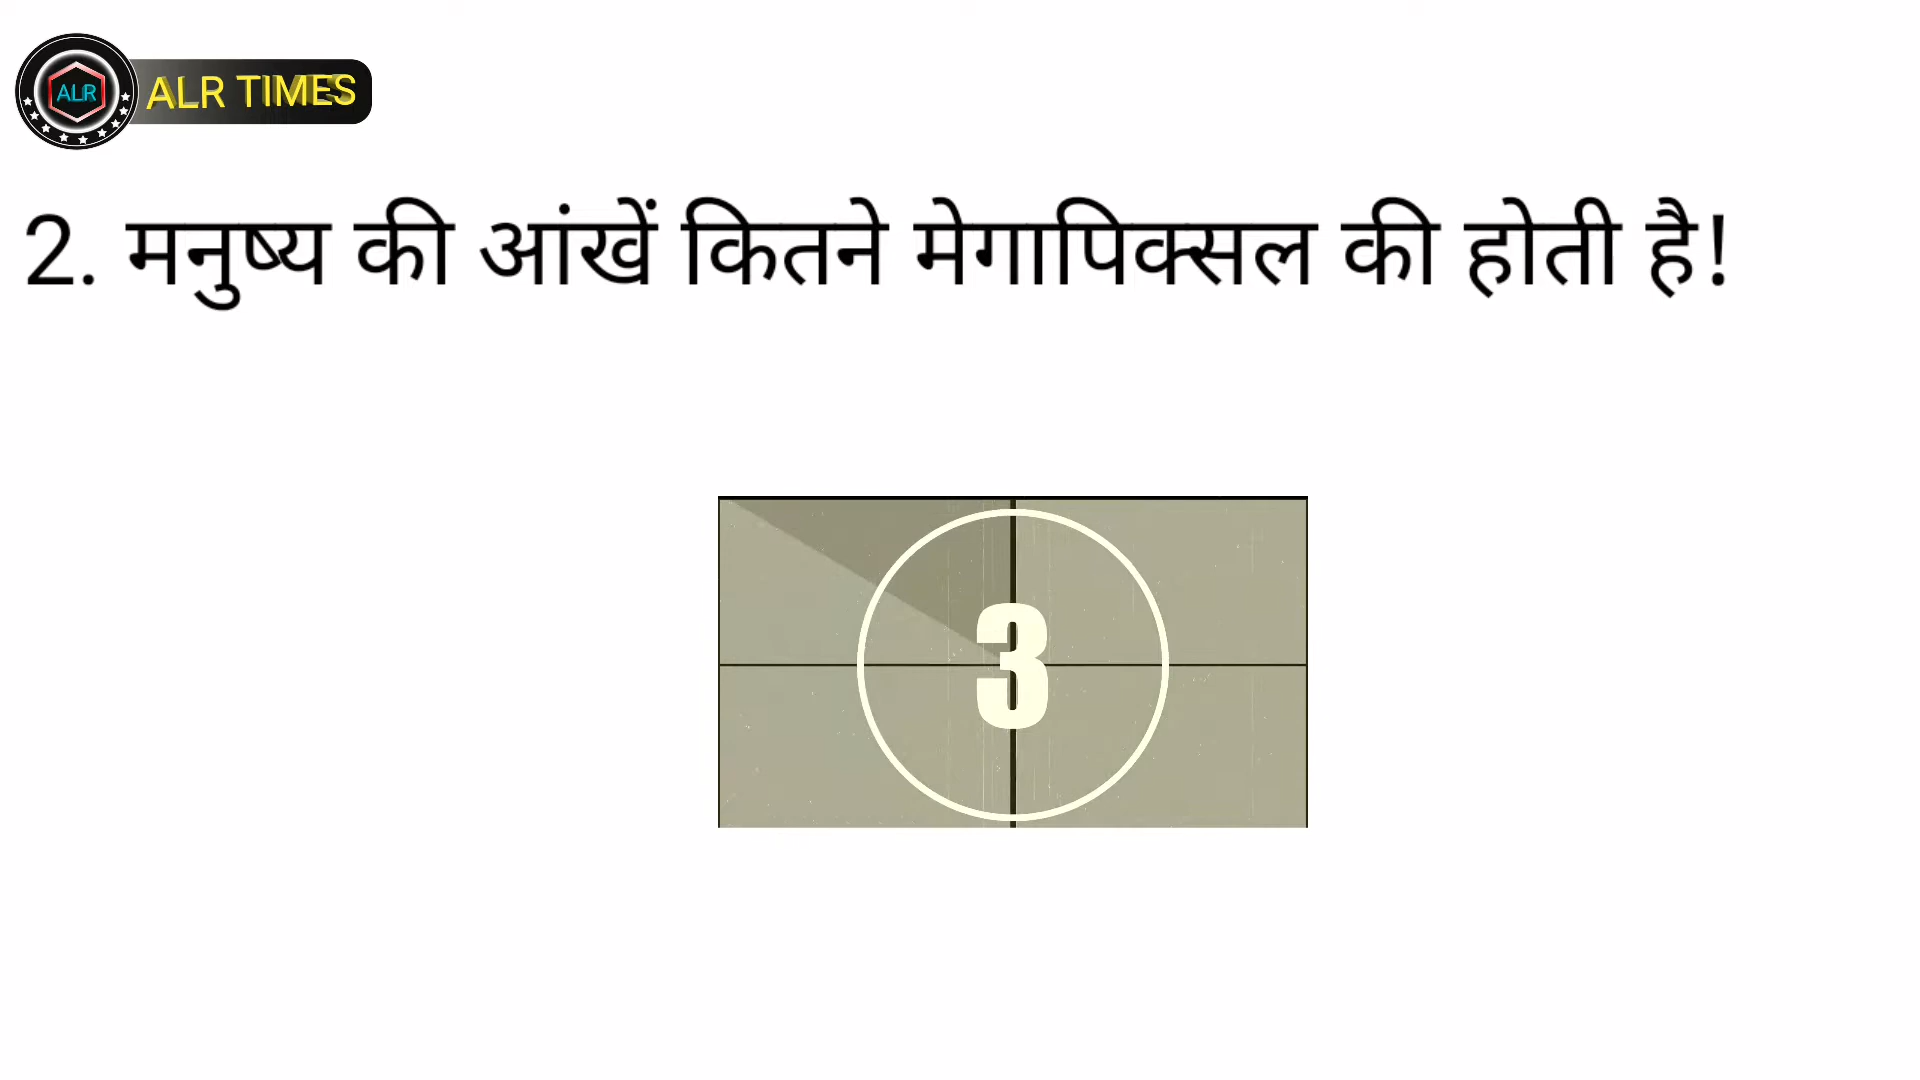 ALR
ALR TIMES
2. मनुष्य की आंखें कितने मेगापिक्सल की होती है!
3